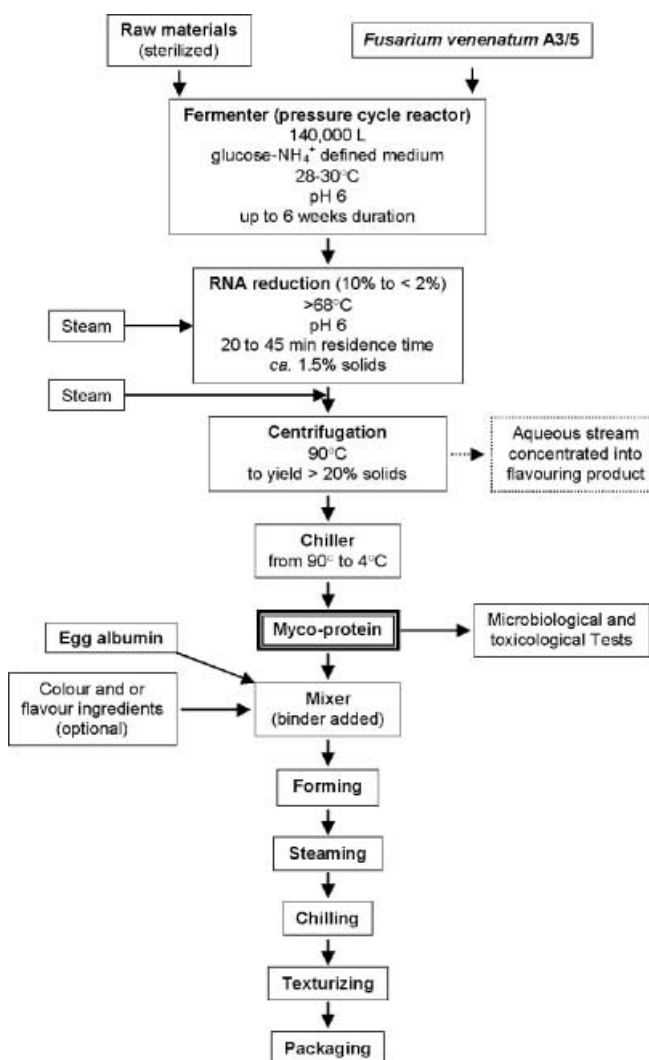 Raw materials
(sterilized)
Fusarium venenatum A3/5
Fermenter (pressure cycle reactor)
140,000 L
glucose-NH₄⁺ defined medium
28-30°C
pH 6
up to 6 weeks duration
RNA reduction (10% to < 2%)
>68°C
pH 6
20 to 45 min residence time
ca. 1.5% solids
Steam
Steam
Centrifugation
90°C
to yield > 20% solids
Aqueous stream
concentrated into
flavouring product
Chiller
from 90° to 4°C
Myco-protein
Microbiological and
toxicological Tests
Egg albumin
Colour and or
flavour ingredients
(optional)
Mixer
(binder added)
Forming
Steaming
Chilling
Texturizing
Packaging